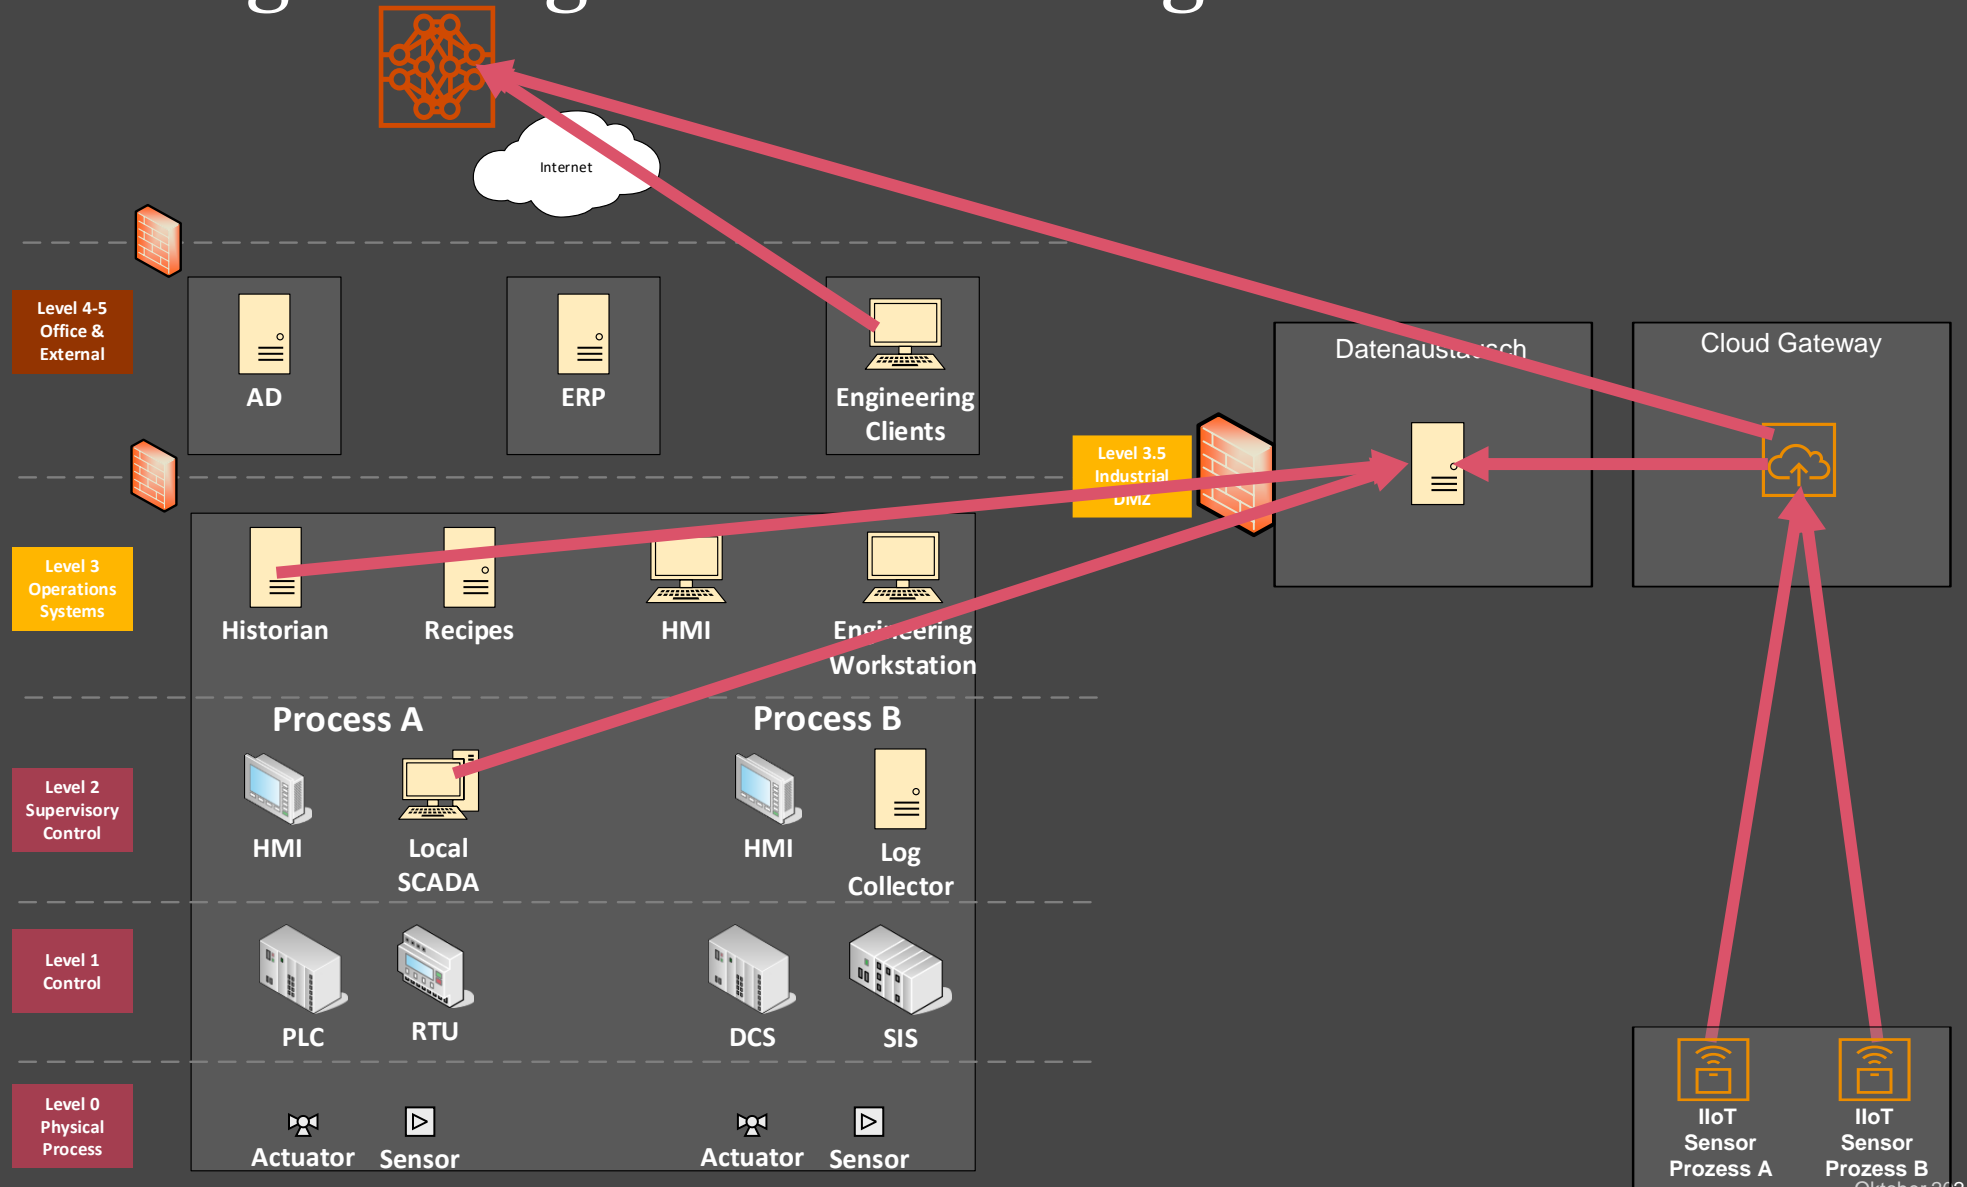 Internet
Level 4-5
Office &
External
AD
ERP
Engineering
Clients
Datenaustausch
Cloud Gateway
Level 3.5
Industrial
DMZ
Level 3
Operations
Systems
Historian
Recipes
HMI
Engineering
Workstation
Process A
Process B
Level 2
Supervisory
Control
HMI
Local
SCADA
HMI
Log
Collector
Level 1
Control
PLC
RTU
DCS
SIS
Level 0
Physical
Process
Actuator
Sensor
Actuator
Sensor
IIoT
Sensor
Prozess A
IIoT
Sensor
Prozess B